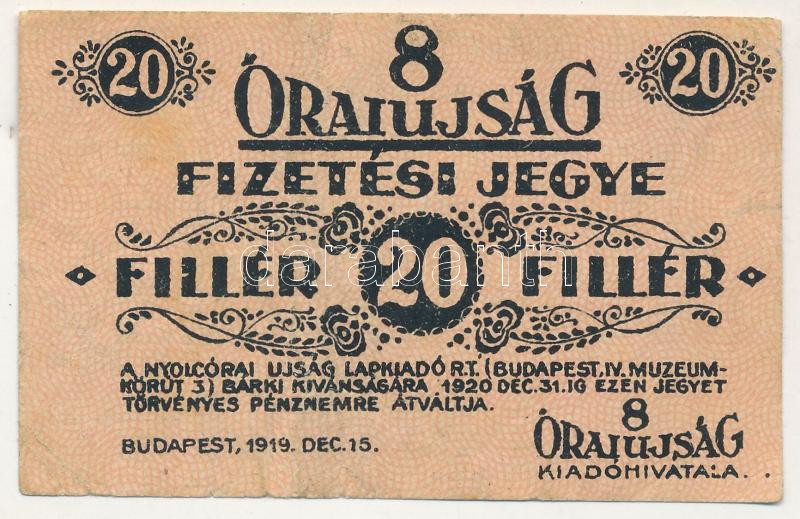 8
20 20
ÓRAIUJSÁG
FIZETÉSI JEGYE
FILLÉR 20 FILLÉR
darabanth
A NYOLCÓRAI UJSÁG LAPKIADÓ R.T. (BUDAPEST, IV. MUZEUM-
KÖRUT 3) BÁRKI KIVÁNSÁGÁRA 1920 DEC. 31.IG EZEN JEGYET
TÖRVÉNYES PÉNZNEMRE ÁTVÁLTJA.
8
BUDAPEST, 1919. DEC. 15.
ÓRAIUJSÁG
KIADÓHIVATALA.